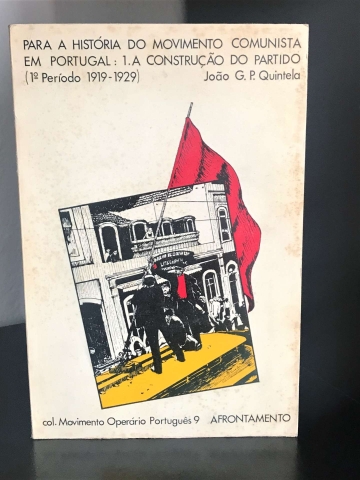 PARA A HISTÓRIA DO MOVIMENTO COMUNISTA
EM PORTUGAL: 1. A CONSTRUÇÃO DO PARTIDO
(1º Período 1919-1929) João G. P. Quintela
col. Movimento Operário Português 9 AFRONTAMENTO